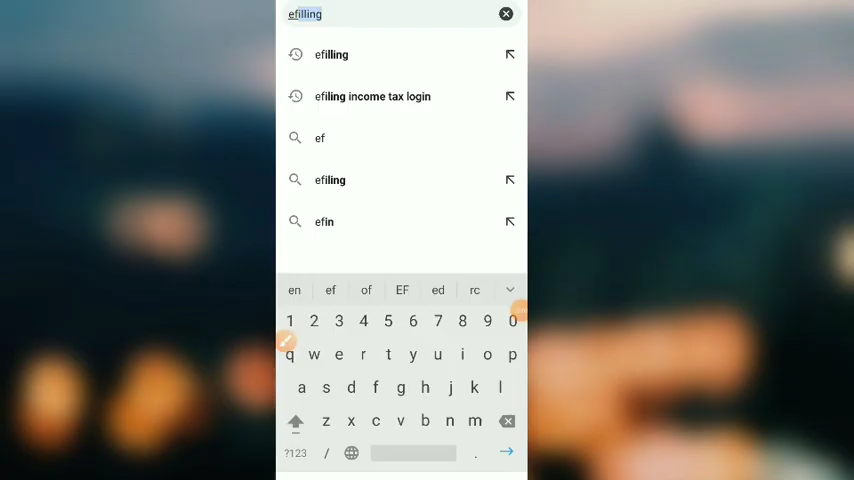 efilling
efilling
efiling income tax login
ef
efiling
efin
en ef of EF ed rc
1 2 3 4 5 6 7 8 9 0
q w e r t y u i o p
a s d f g h j k l
z x c v b n m
?123 / .